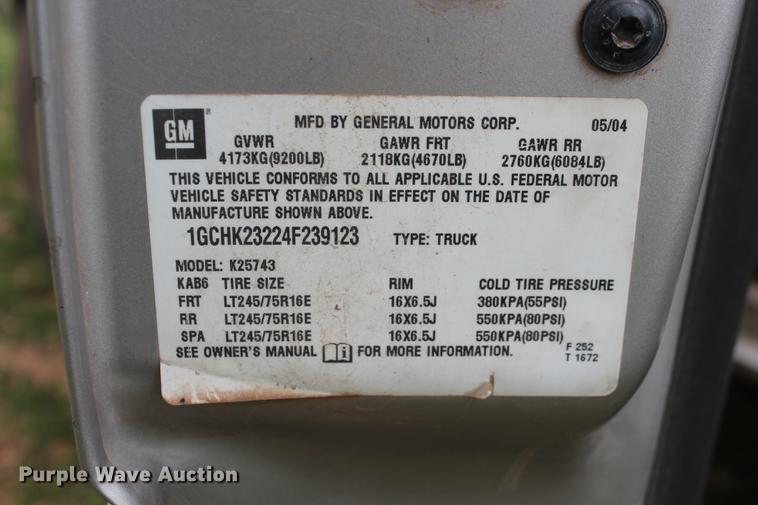 GM
MFD BY GENERAL MOTORS CORP. 05/04
GVWR GAWR FRT GAWR RR
4173KG(9200LB) 2118KG(4670LB) 2760KG(6084LB)
THIS VEHICLE CONFORMS TO ALL APPLICABLE U.S. FEDERAL MOTOR
VEHICLE SAFETY STANDARDS IN EFFECT ON THE DATE OF
MANUFACTURE SHOWN ABOVE.
1GCHK23224F239123 TYPE: TRUCK
MODEL: K25743
KAB6 TIRE SIZE RIM COLD TIRE PRESSURE
FRT LT245/75R16E 16X6.5J 380KPA(55PSI)
RR LT245/75R16E 16X6.5J 550KPA(80PSI)
SPA LT245/75R16E 16X6.5J 550KPA(80PSI)
SEE OWNER'S MANUAL FOR MORE INFORMATION.
F 252
T 1672
Purple Wave Auction